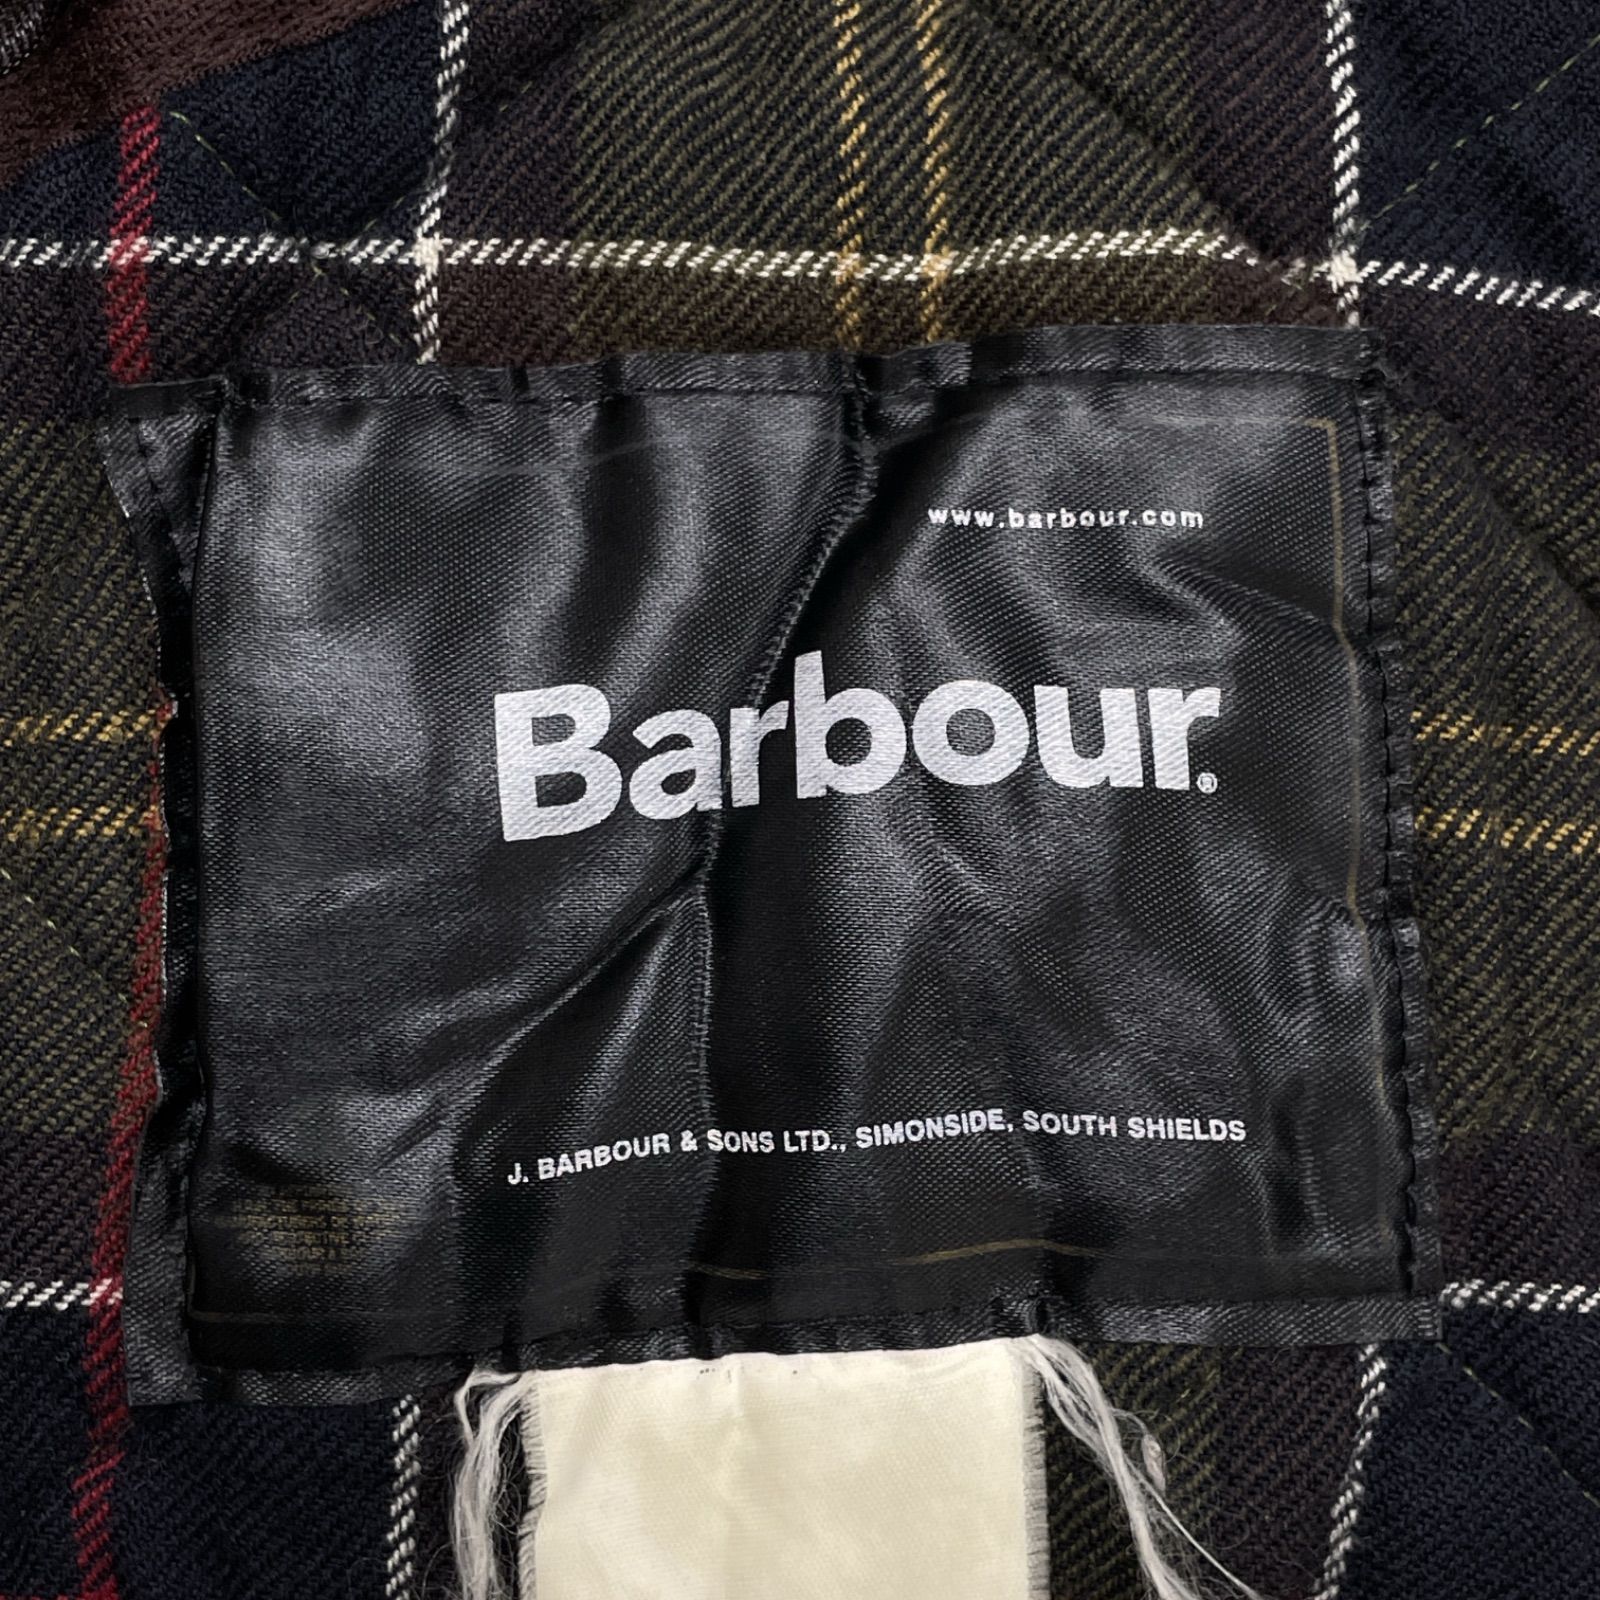 www.barbour.com
Barbour®
J. BARBOUR & SONS LTD., SIMONSIDE, SOUTH SHIELDS